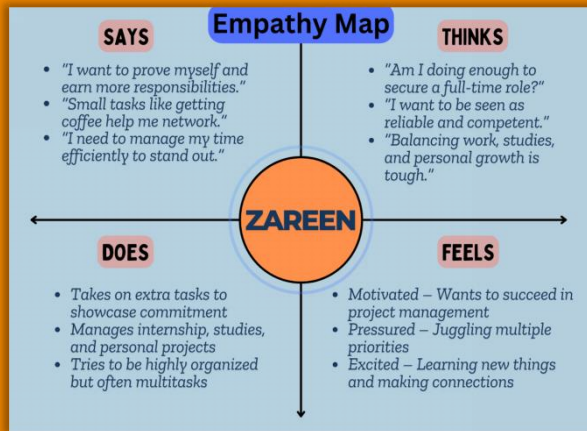 Empathy Map
SAYS
• "I want to prove myself and
earn more responsibilities."
• "Small tasks like getting
coffee help me network."
• "I need to manage my time
efficiently to stand out."
THINKS
• "Am I doing enough to
secure a full-time role?"
• "I want to be seen as
reliable and competent."
• "Balancing work, studies,
and personal growth is
tough."
ZAREEN
DOES
• Takes on extra tasks to
showcase commitment
• Manages internship, studies,
and personal projects
• Tries to be highly organized
but often multitasks
FEELS
• Motivated – Wants to succeed in
project management
• Pressured – Juggling multiple
priorities
• Excited – Learning new things
and making connections